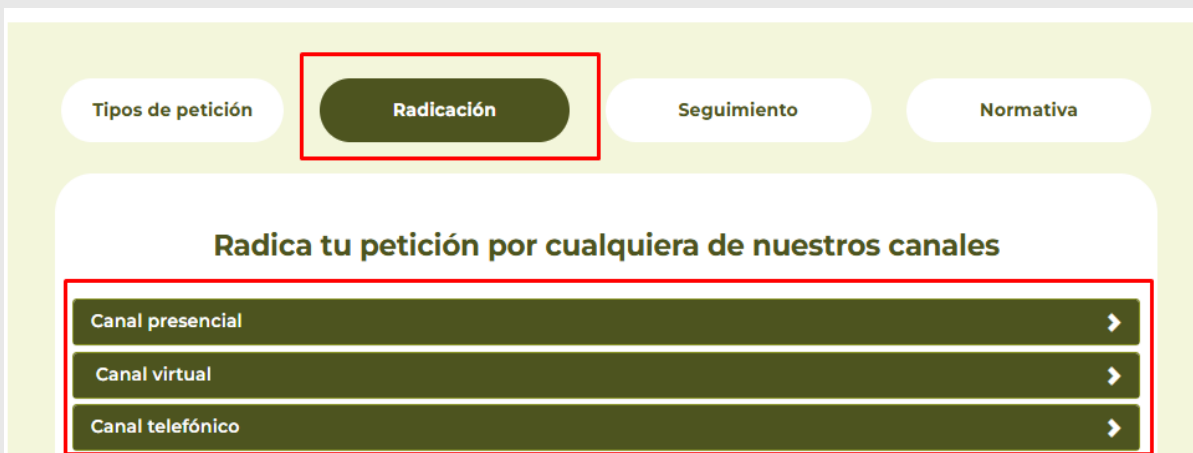 Tipos de petición
Radicación
Seguimiento
Normativa
Radica tu petición por cualquiera de nuestros canales
Canal presencial
Canal virtual
Canal telefónico